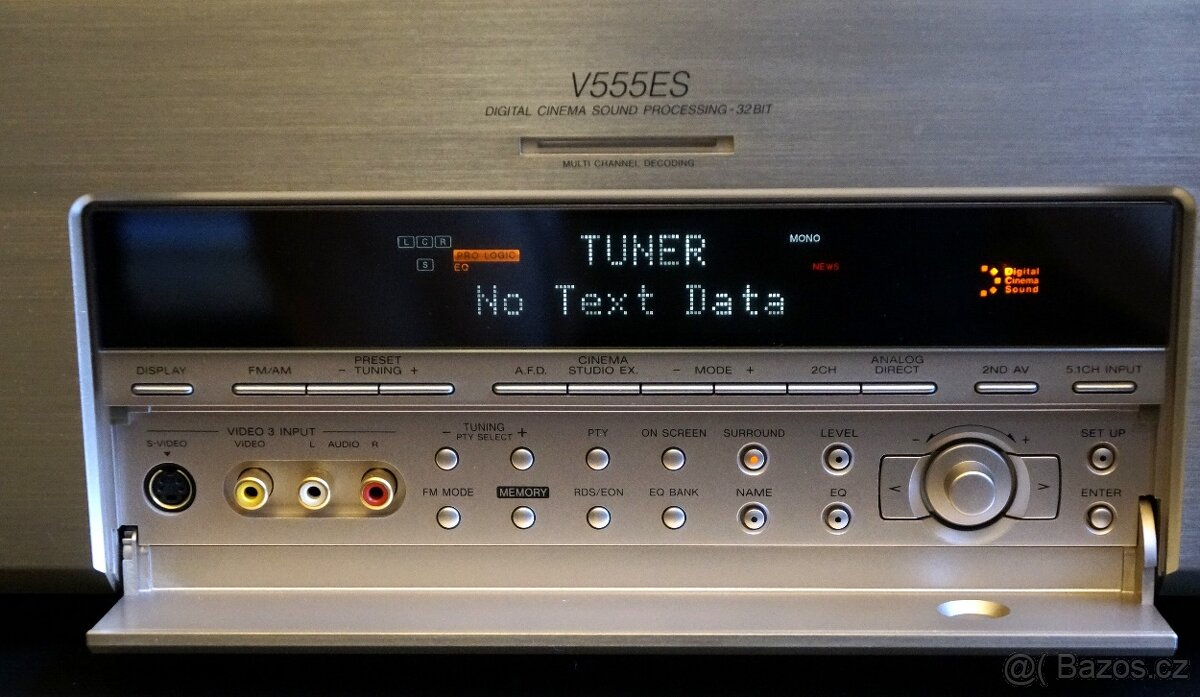 V555ES
DIGITAL CINEMA SOUND PROCESSING - 32BIT
MULTI CHANNEL DECODING
L C R TUNER MONO
S PRO LOGIC NEWS Digital
EQ Cinema
Sound
No Text Data
DISPLAY FM/AM PRESET - TUNING + A.F.D. CINEMA STUDIO EX. - MODE + 2CH ANALOG DIRECT 2ND AV 5.1CH INPUT
VIDEO 3 INPUT
S-VIDEO VIDEO L AUDIO R
- TUNING +
PTY SELECT
PTY ON SCREEN SURROUND LEVEL - + SET UP
FM MODE MEMORY RDS/EON EQ BANK NAME EQ < > ENTER
@( Bazos.cz